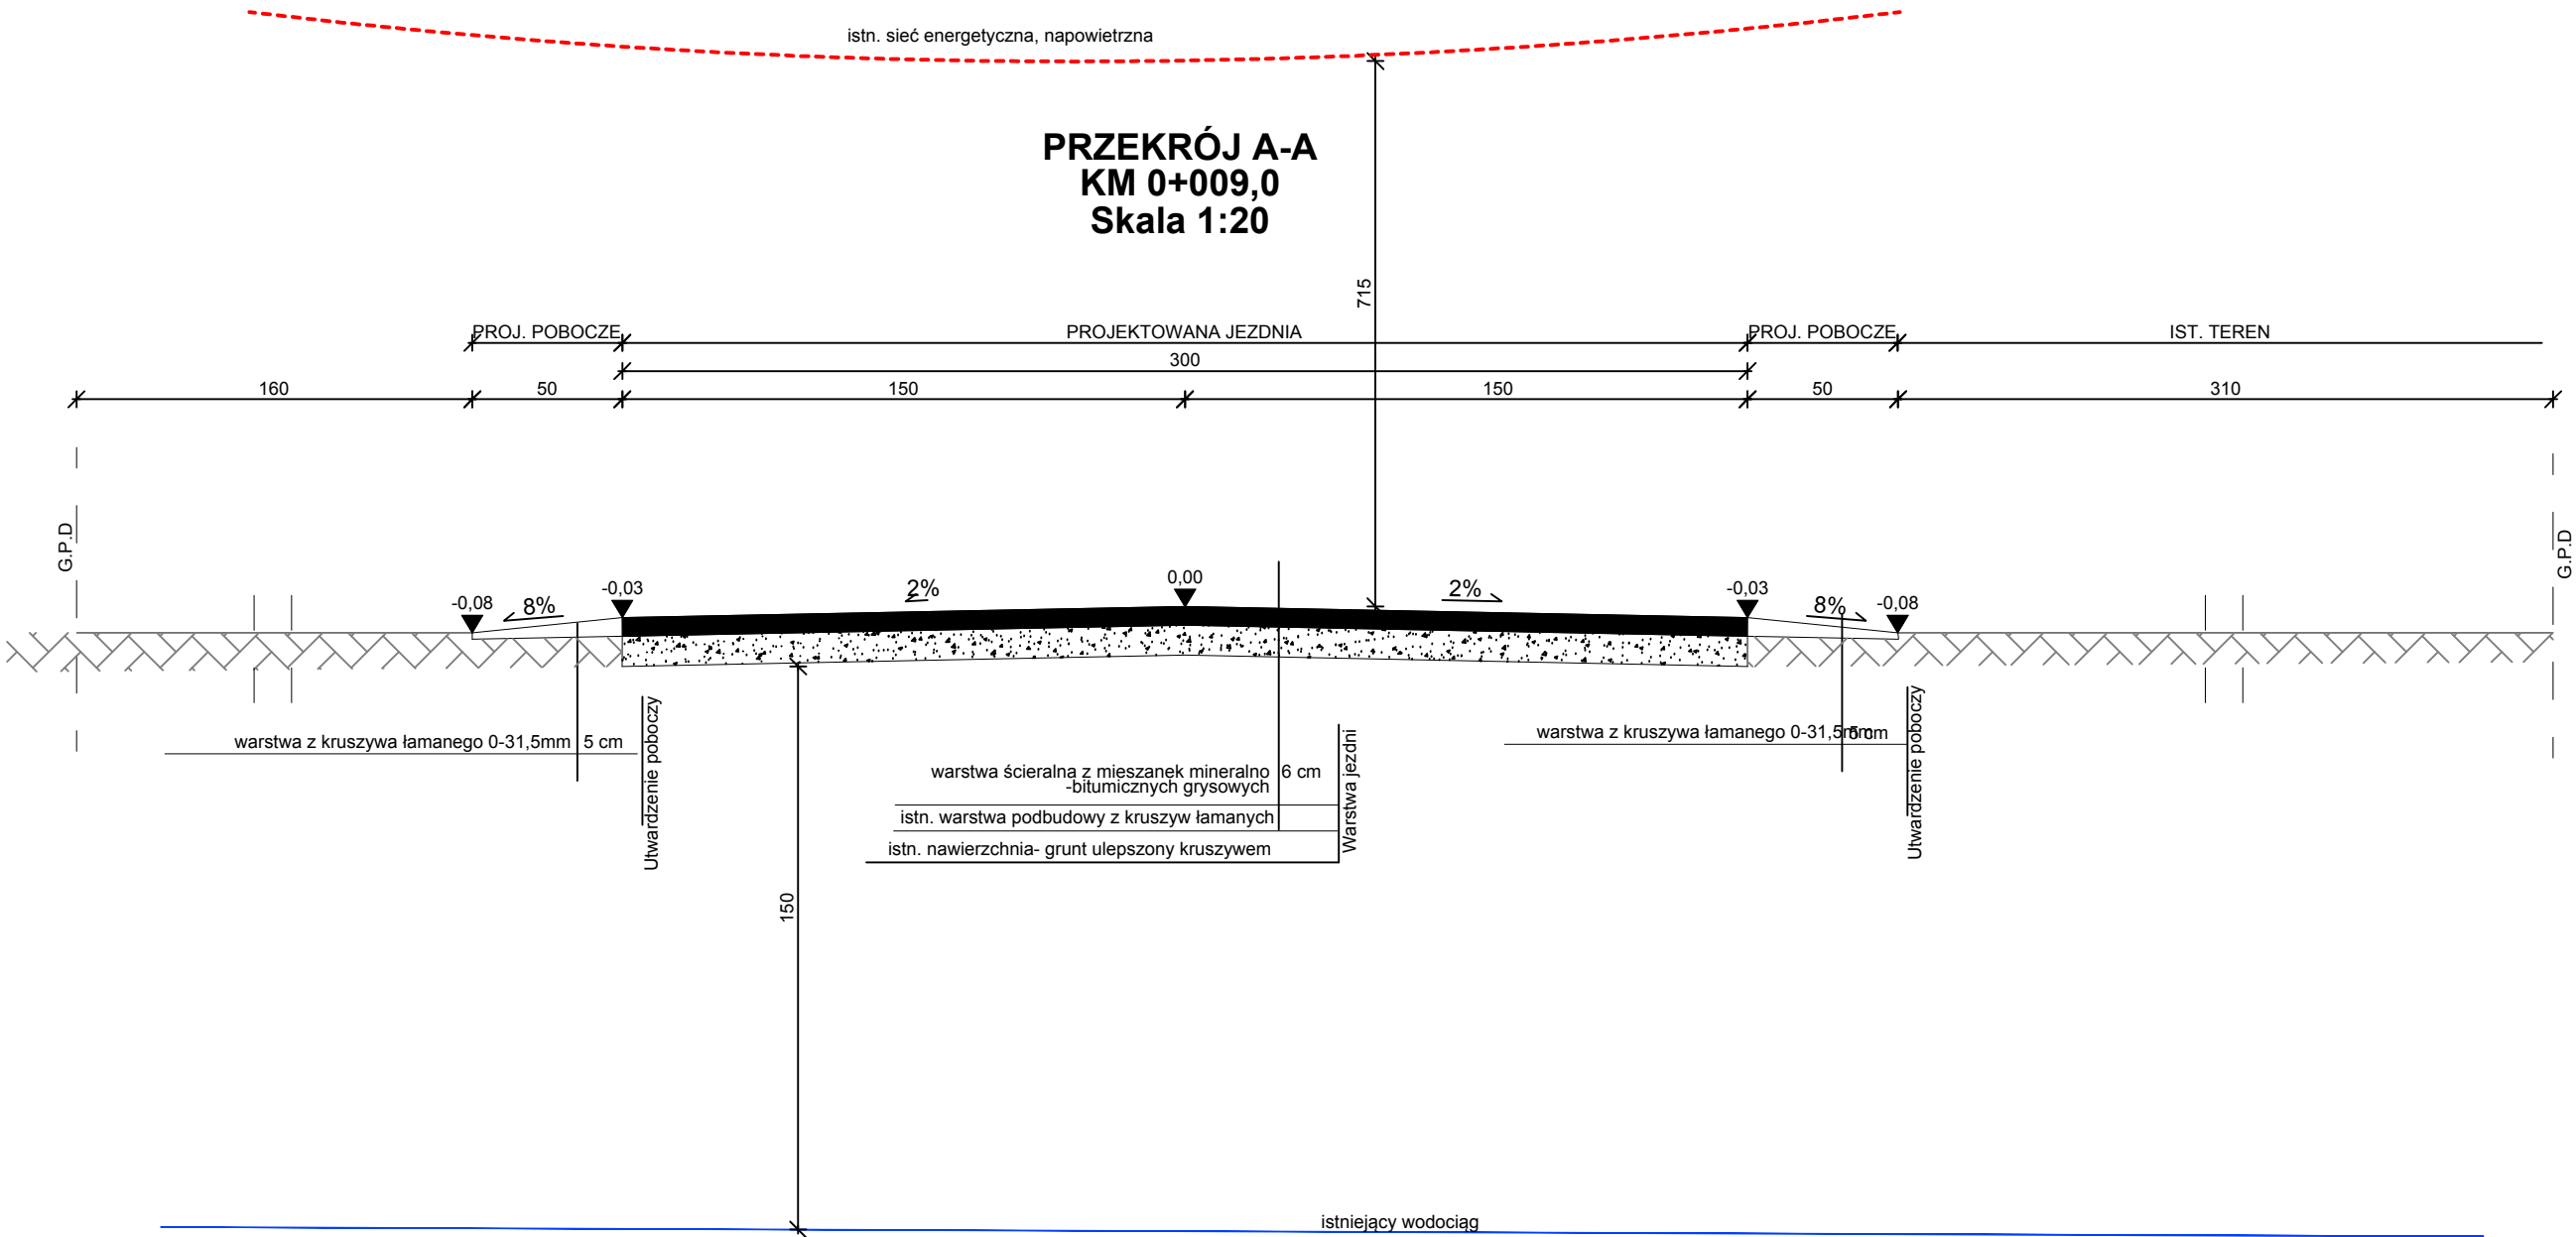 istn. sieć energetyczna, napowietrzna
PRZEKRÓJ A-A
KM 0+009,0
Skala 1:20
715
PROJ. POBOCZE
PROJEKTOWANA JEZDNIA
PROJ. POBOCZE
IST. TEREN
300
160
50
150
150
50
310
G.P.D
G.P.D
-0,08
8%
-0,03
2%
0,00
2%
-0,03
8%
-0,08
warstwa z kruszywa łamanego 0-31,5mm
5 cm
Utwardzenie poboczy
warstwa ścieralna z mieszanek mineralno
-bitumicznych grysowych
6 cm
istn. warstwa podbudowy z kruszyw łamanych
istn. nawierzchnia- grunt ulepszony kruszywem
Warstwa jezdni
warstwa z kruszywa łamanego 0-31,5mm
5 cm
Utwardzenie poboczy
150
istniejący wodociąg